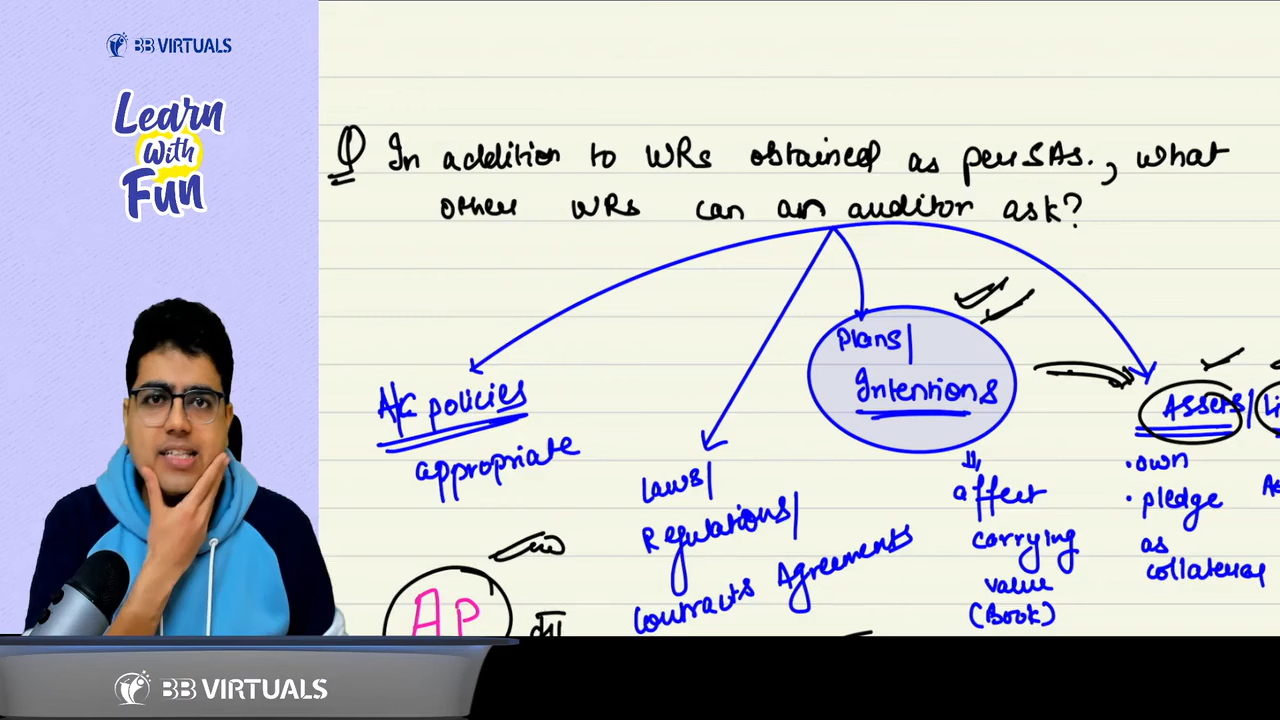 BB VIRTUALS
Learn
With
Fun
Q In addition to WRs obtained as per SAs., what
other WRs can an auditor ask?
A/c policies
appropriate
Laws/
Regulations/
Contracts Agreements
Plans/
Intentions
affect
carrying
value
(Book)
Assets/
• own
• pledge
as
collateral
AP
BB VIRTUALS